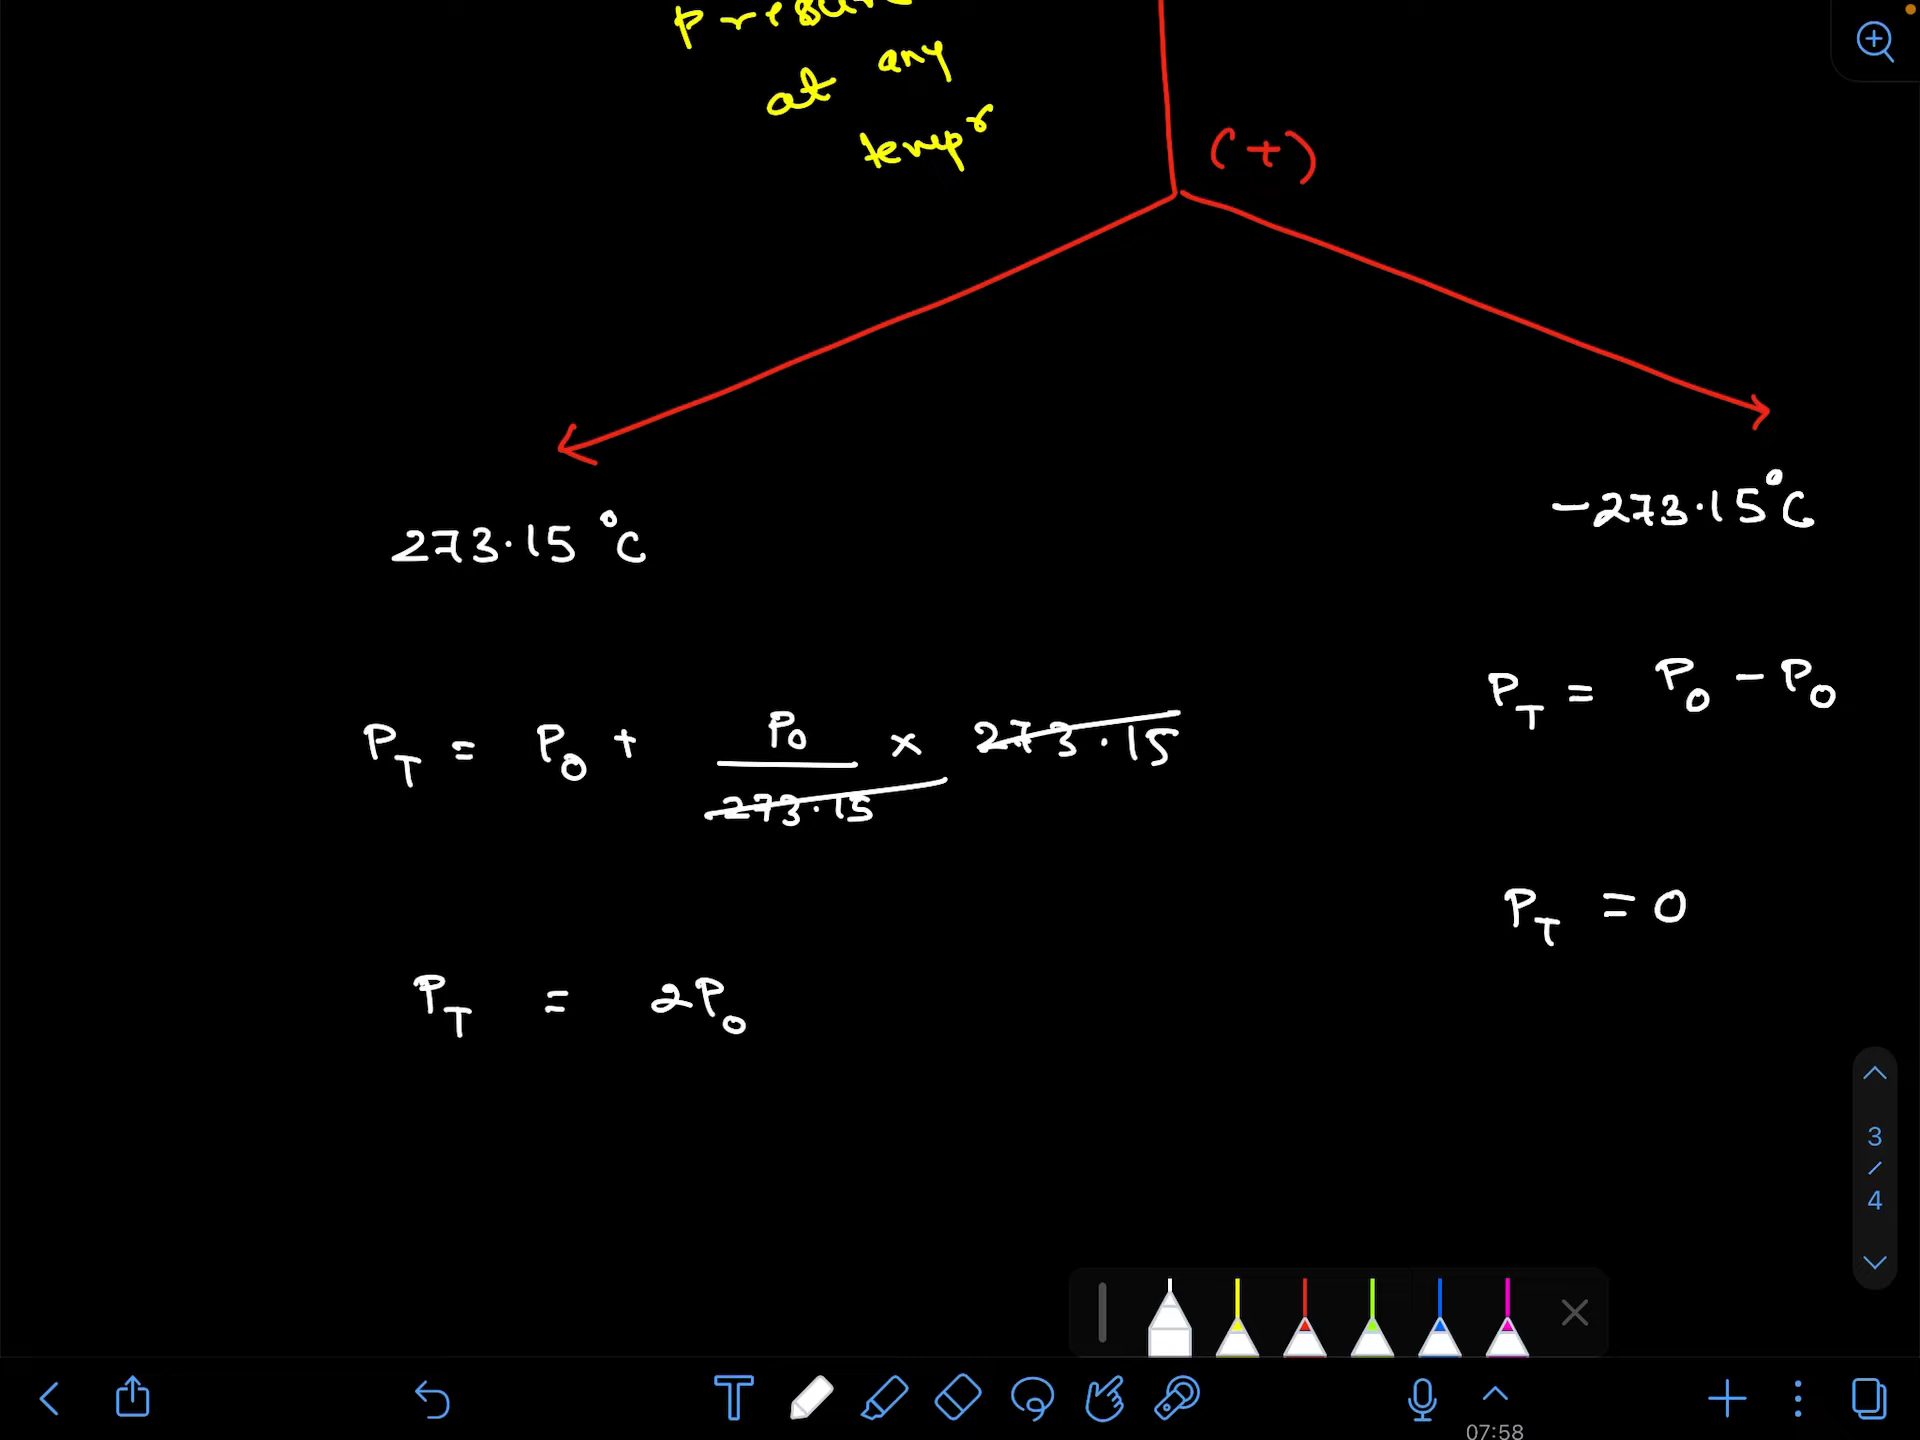 at any
temp^r
(+)
273.15 °C
-273.15°C
P_T = P_0 + P_0/273.15 × 273.15
P_T = P_0 - P_0
P_T = 2P_0
P_T = 0
3
/
4
T
07:58